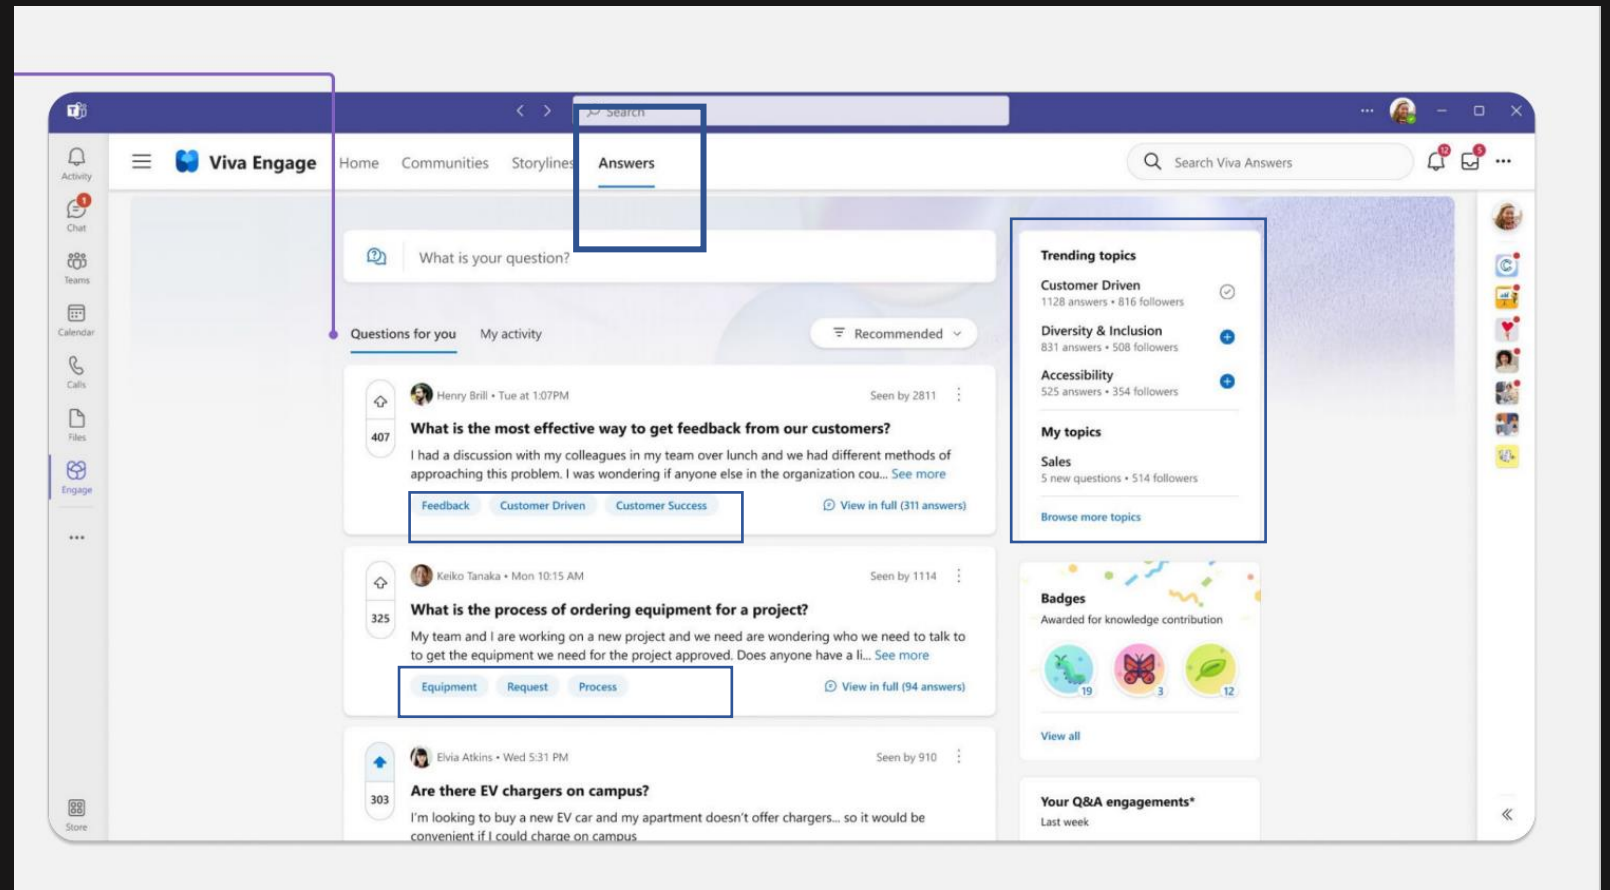 Search
Activity
Chat
1
Teams
Calendar
Calls
Files
Engage
Store
Viva Engage
Home
Communities
Storylines
Answers
Search Viva Answers
12
5
What is your question?
Questions for you
My activity
Recommended
Henry Brill • Tue at 1:07PM
Seen by 2811
407
What is the most effective way to get feedback from our customers?
I had a discussion with my colleagues in my team over lunch and we had different methods of
approaching this problem. I was wondering if anyone else in the organization cou... See more
Feedback
Customer Driven
Customer Success
View in full (311 answers)
Keiko Tanaka • Mon 10:15 AM
Seen by 1114
325
What is the process of ordering equipment for a project?
My team and I are working on a new project and we need are wondering who we need to talk to
to get the equipment we need for the project approved. Does anyone have a li... See more
Equipment
Request
Process
View in full (94 answers)
Elvia Atkins • Wed 5:31 PM
Seen by 910
303
Are there EV chargers on campus?
I'm looking to buy a new EV car and my apartment doesn't offer chargers... so it would be
convenient if I could charge on campus
Trending topics
Customer Driven
1128 answers • 816 followers
Diversity & Inclusion
831 answers • 508 followers
Accessibility
525 answers • 354 followers
My topics
Sales
5 new questions • 514 followers
Browse more topics
Badges
Awarded for knowledge contribution
19
3
12
View all
Your Q&A engagements*
Last week